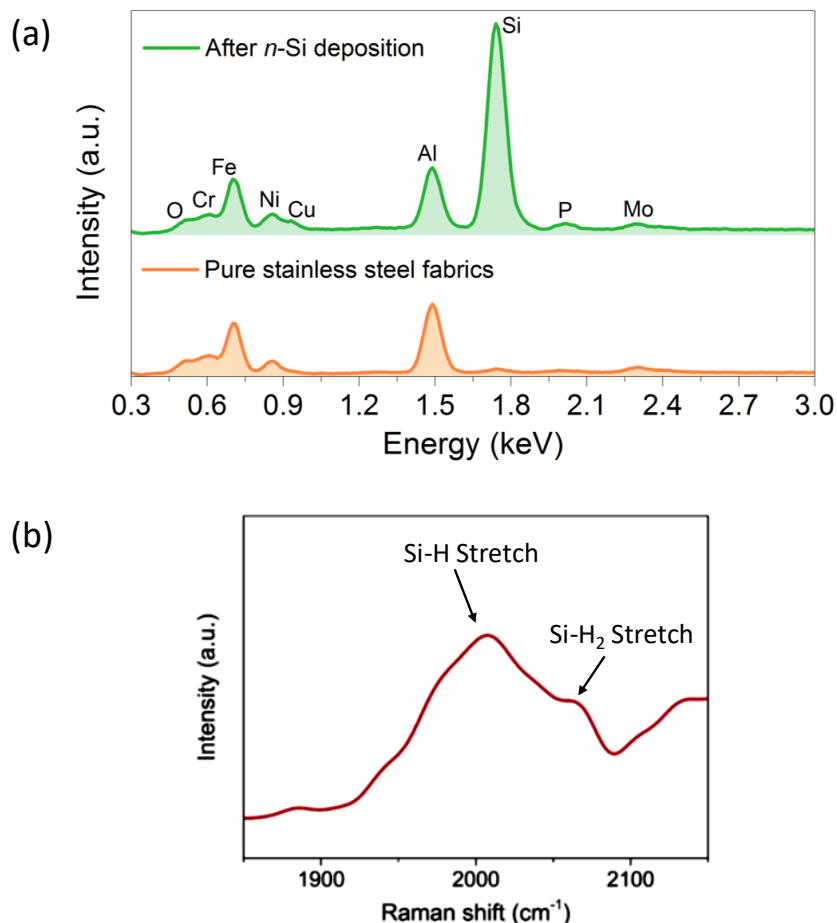 (a)
After n-Si deposition
Si
Al
Fe
O
Cr
Ni
Cu
P
Mo
Pure stainless steel fabrics
Intensity (a.u.)
0.3 0.6 0.9 1.2 1.5 1.8 2.1 2.4 2.7 3.0
Energy (keV)
(b)
Si-H Stretch
Si-H₂ Stretch
Intensity (a.u.)
1900 2000 2100
Raman shift (cm⁻¹)